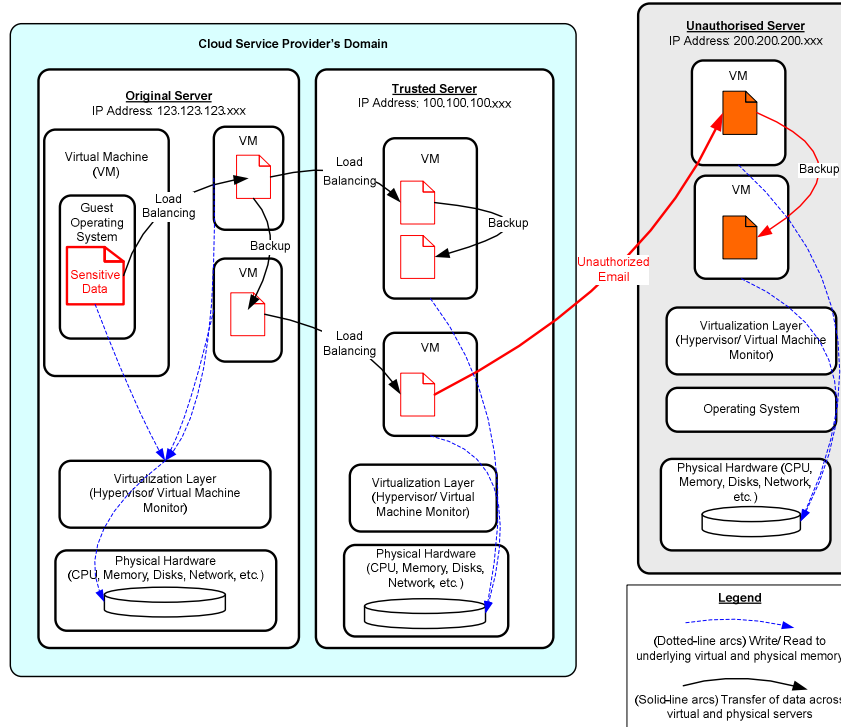 Cloud Service Provider's Domain
Original Server
IP Address: 123.123.123.xxx
Virtual Machine
(VM)
Guest
Operating
System
Sensitive
Data
Load
Balancing
VM
Backup
VM
Virtualization Layer
(Hypervisor/ Virtual Machine
Monitor)
Physical Hardware
(CPU, Memory, Disks, Network, etc.)
Trusted Server
IP Address: 100.100.100.xxx
Load
Balancing
VM
Backup
Load
Balancing
VM
Virtualization Layer
(Hypervisor/ Virtual
Machine Monitor)
Physical Hardware
(CPU, Memory, Disks,
Network, etc.)
Unauthorized
Email
Unauthorised Server
IP Address: 200.200.200.xxx
VM
Backup
VM
Virtualization Layer
(Hypervisor/ Virtual Machine
Monitor)
Operating System
Physical Hardware (CPU,
Memory, Disks, Network,
etc.)
Legend
(Dotted-line arcs) Write/ Read to
underlying virtual and physical memory
(Solid-line arcs) Transfer of data across
virtual and physical servers